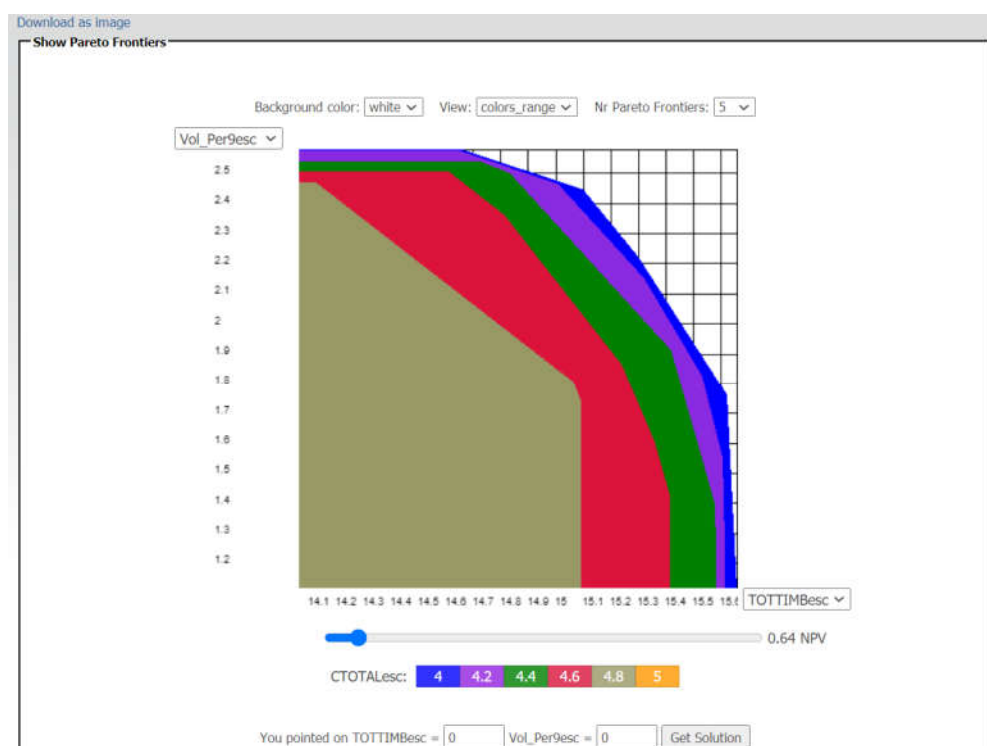 Download as image
Show Pareto Frontiers
Background color: white View: colors_range Nr Pareto Frontiers: 5
Vol_Per9esc
2.5
2.4
2.3
2.2
2.1
2
1.9
1.8
1.7
1.6
1.5
1.4
1.3
1.2
14.1 14.2 14.3 14.4 14.5 14.6 14.7 14.8 14.9 15 15.1 15.2 15.3 15.4 15.5 TOTTIMBesc
0.64 NPV
CTOTALesc: 4 4.2 4.4 4.6 4.8 5
You pointed on TOTTIMBesc = 0 Vol_Per9esc = 0 Get Solution